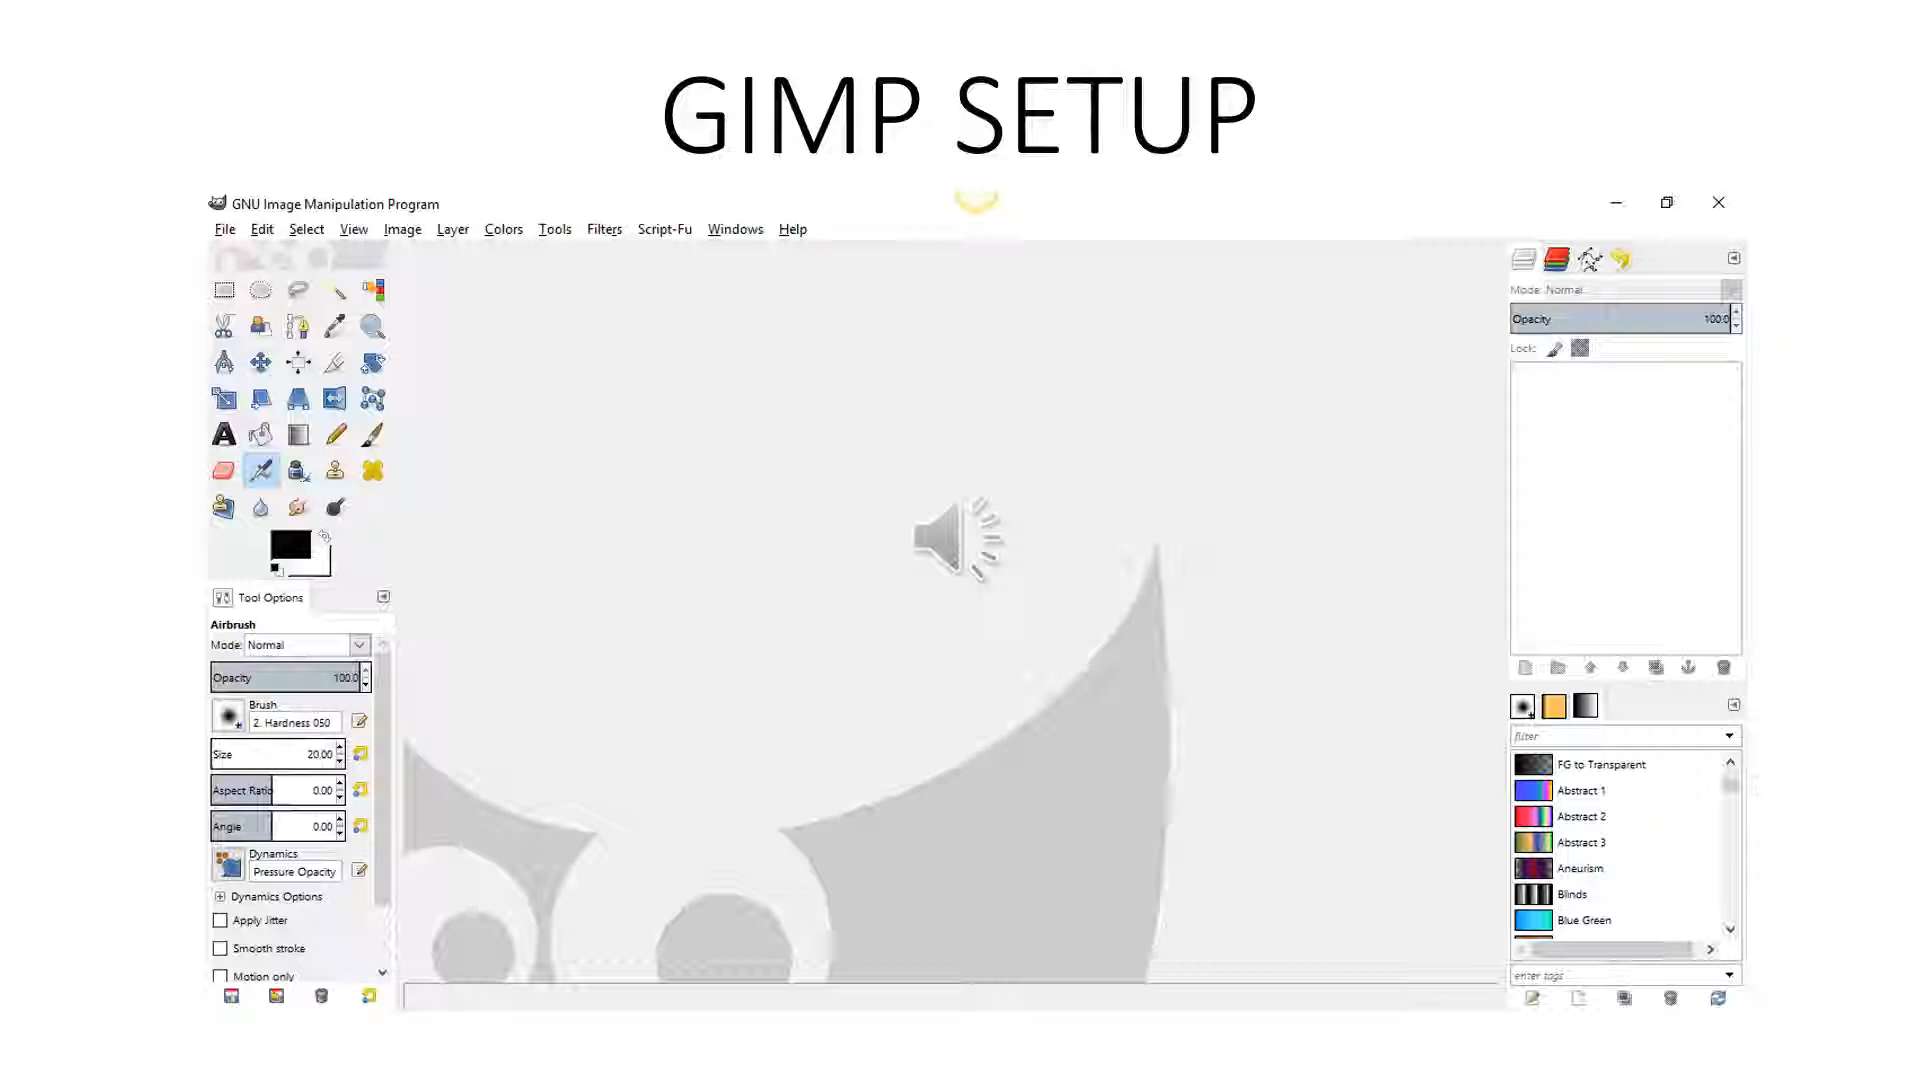 GIMP SETUP
GNU Image Manipulation Program
File Edit Select View Image Layer Colors Tools Filters Script-Fu Windows Help
Tool Options
Airbrush
Mode: Normal
Opacity 100.0
Brush
2. Hardness 050
Size 20.00
Aspect Ratio 0.00
Angle 0.00
Dynamics
Pressure Opacity
Dynamics Options
Apply Jitter
Smooth stroke
Motion only
Mode: Normal
Opacity 100.0
Lock:
filter
FG to Transparent
Abstract 1
Abstract 2
Abstract 3
Aneurism
Blinds
Blue Green
enter tags